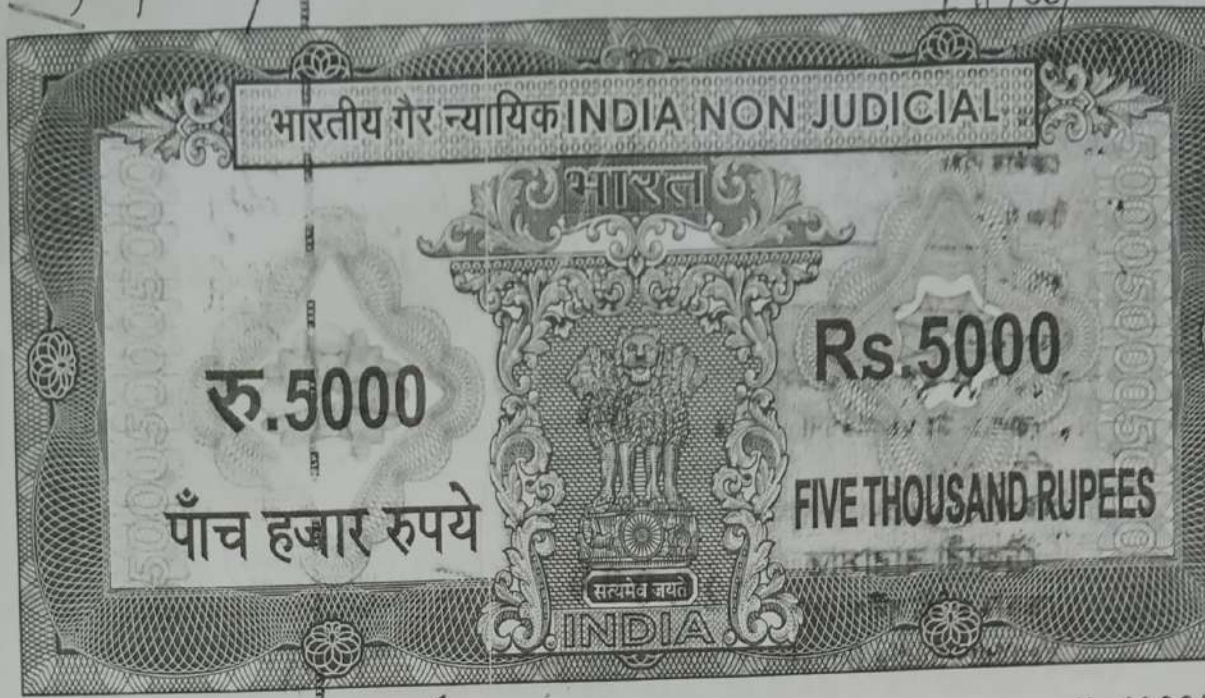 भारतीय गैर न्यायिक INDIA NON JUDICIAL
भारत
रु.5000
Rs.5000
पाँच हजार रुपये
FIVE THOUSAND RUPEES
सत्यमेव जयते
INDIA